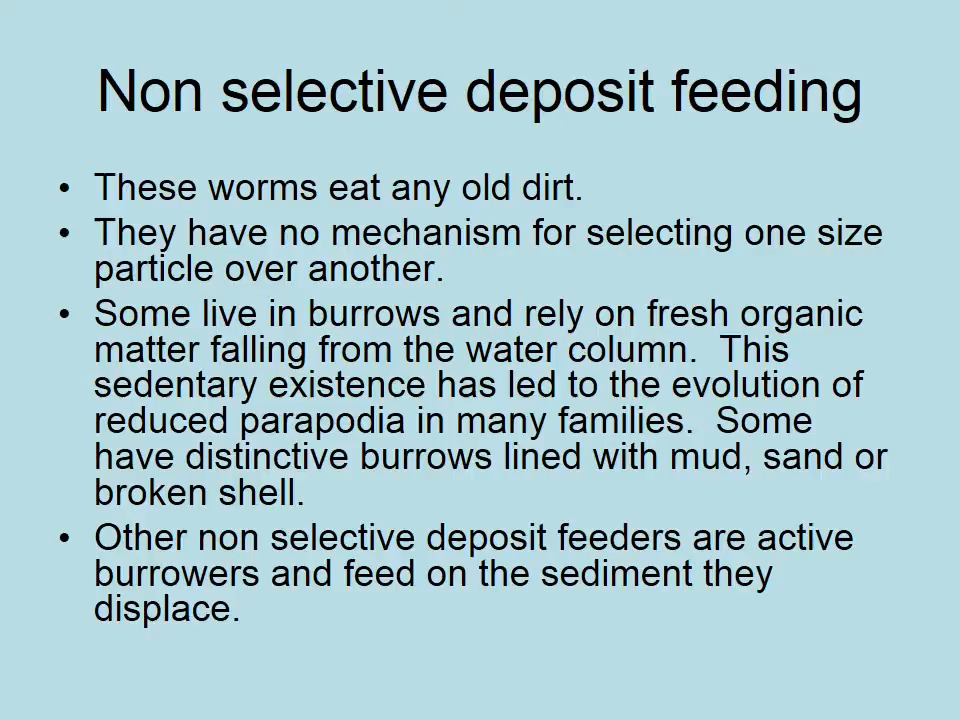 Non selective deposit feeding
• These worms eat any old dirt.
• They have no mechanism for selecting one size
particle over another.
• Some live in burrows and rely on fresh organic
matter falling from the water column.  This
sedentary existence has led to the evolution of
reduced parapodia in many families.  Some
have distinctive burrows lined with mud, sand or
broken shell.
• Other non selective deposit feeders are active
burrowers and feed on the sediment they
displace.